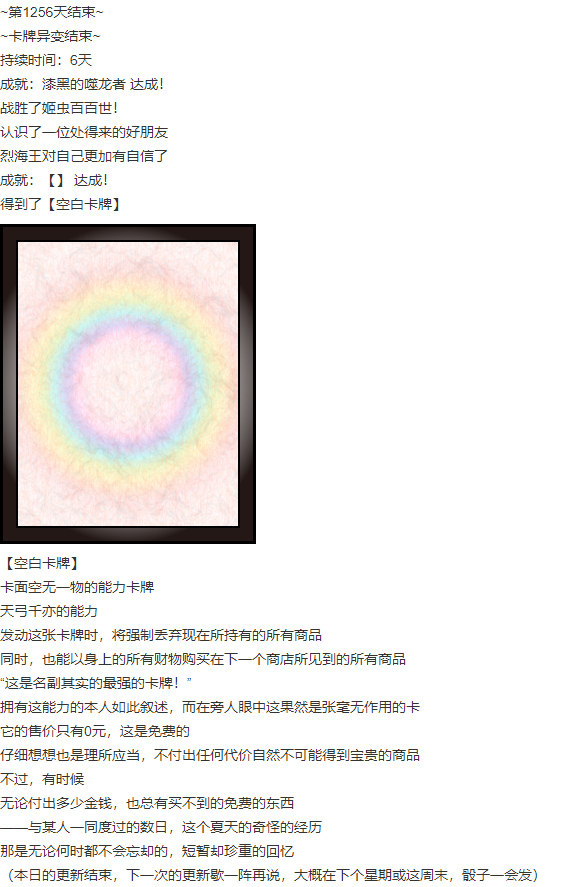 ~第1256天结束~
~卡牌异变结束~
持续时间：6天
成就：漆黑的噬龙者 达成！
战胜了姬虫百百世！
认识了一位处得来的好朋友
烈海王对自己更加有自信了
成就：【】 达成！
得到了【空白卡牌】
【空白卡牌】
卡面空无一物的能力卡牌
天弓千亦的能力
发动这张卡牌时，将强制丢弃现在所持有的所有商品
同时，也能以身上的所有财物购买在下一个商店所见到的所有商品
“这是名副其实的最强的卡牌！”
拥有这能力的本人如此叙述，而在旁人眼中这果然是张毫无作用的卡
它的售价只有0元，这是免费的
仔细想想也是理所应当，不付出任何代价自然不可能得到宝贵的商品
不过，有时候
无论付出多少金钱，也总有买不到的免费的东西
——与某人一同度过的数日，这个夏天的奇怪的经历
那是无论何时都不会忘却的，短暂却珍重的回忆
（本日的更新结束，下一次的更新歇一阵再说，大概在下个星期或这周末，骰子一会发）